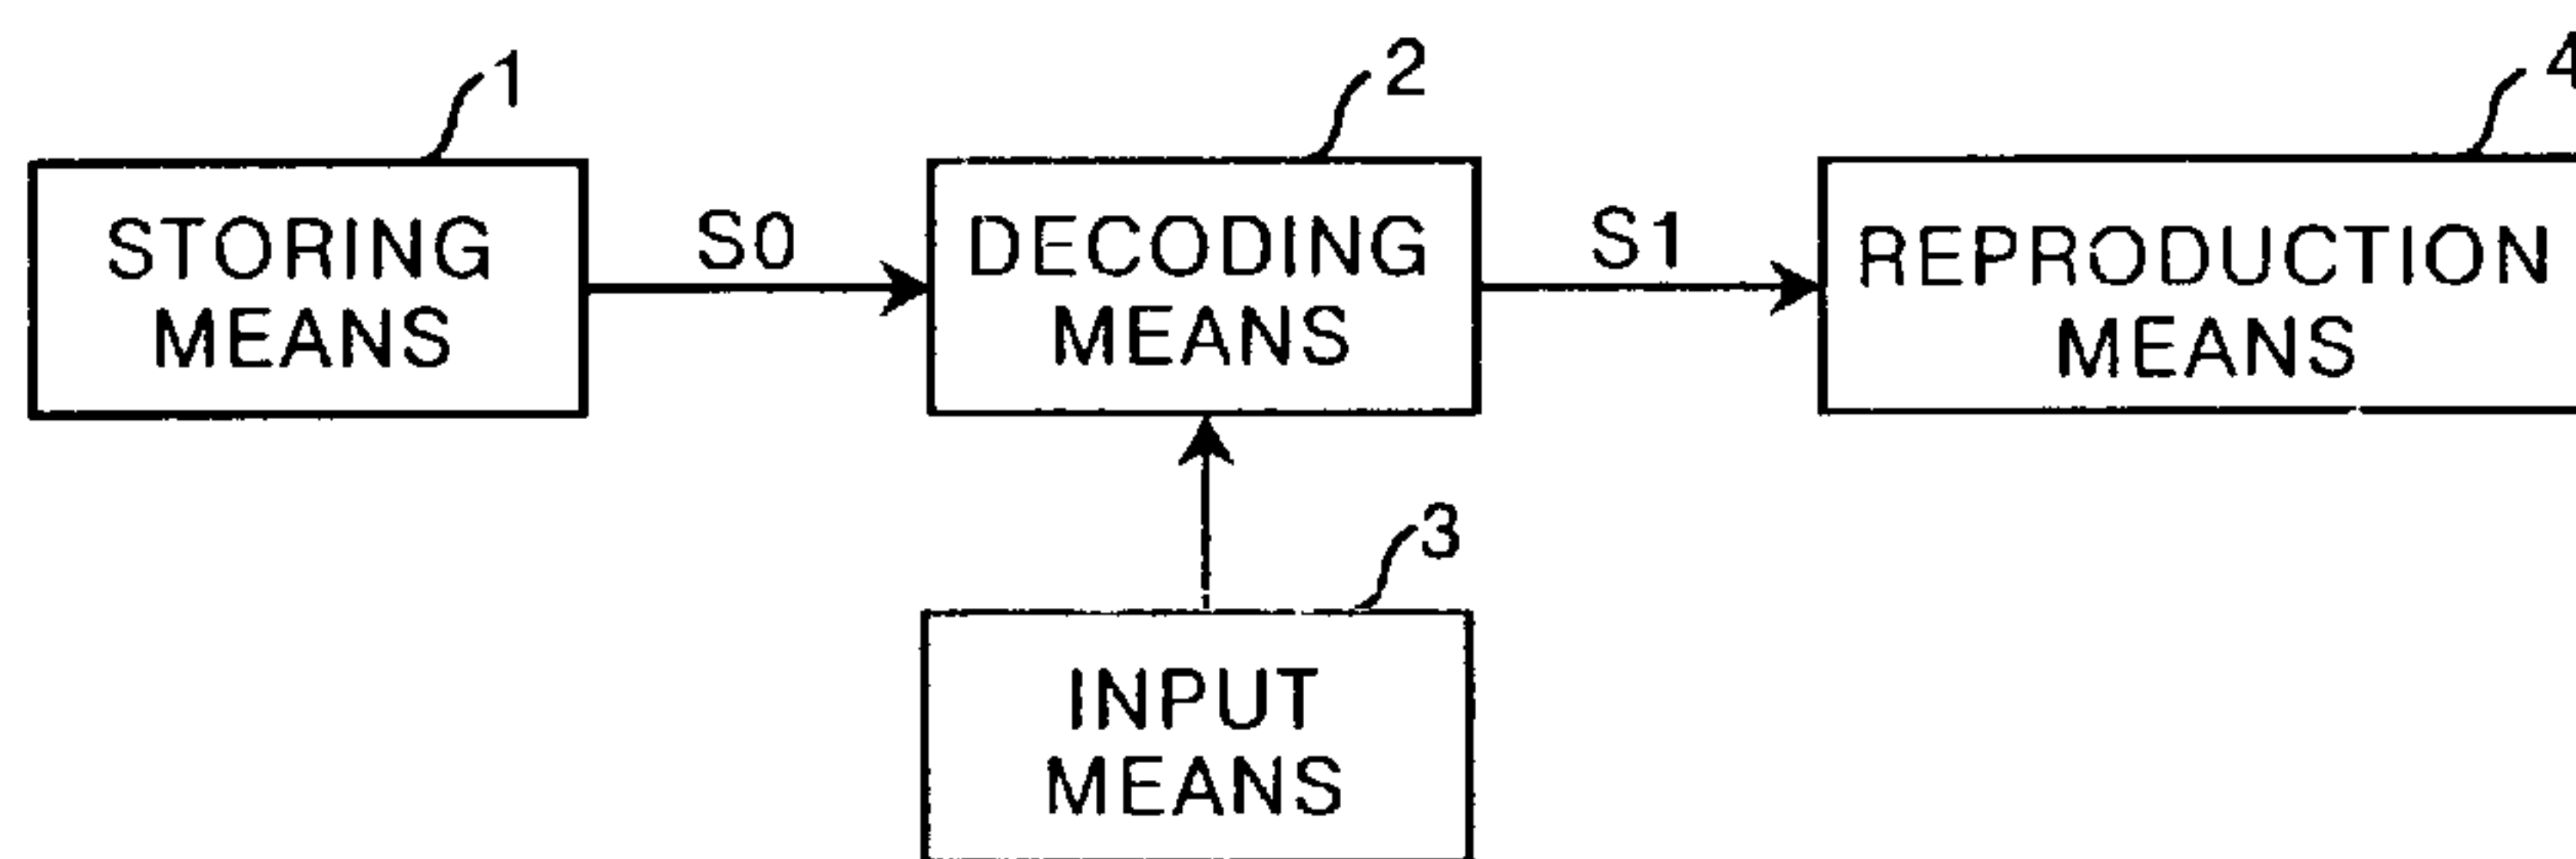 1
2
4
STORING
MEANS
S0
DECODING
MEANS
S1
REPRODUCTION
MEANS
3
INPUT
MEANS